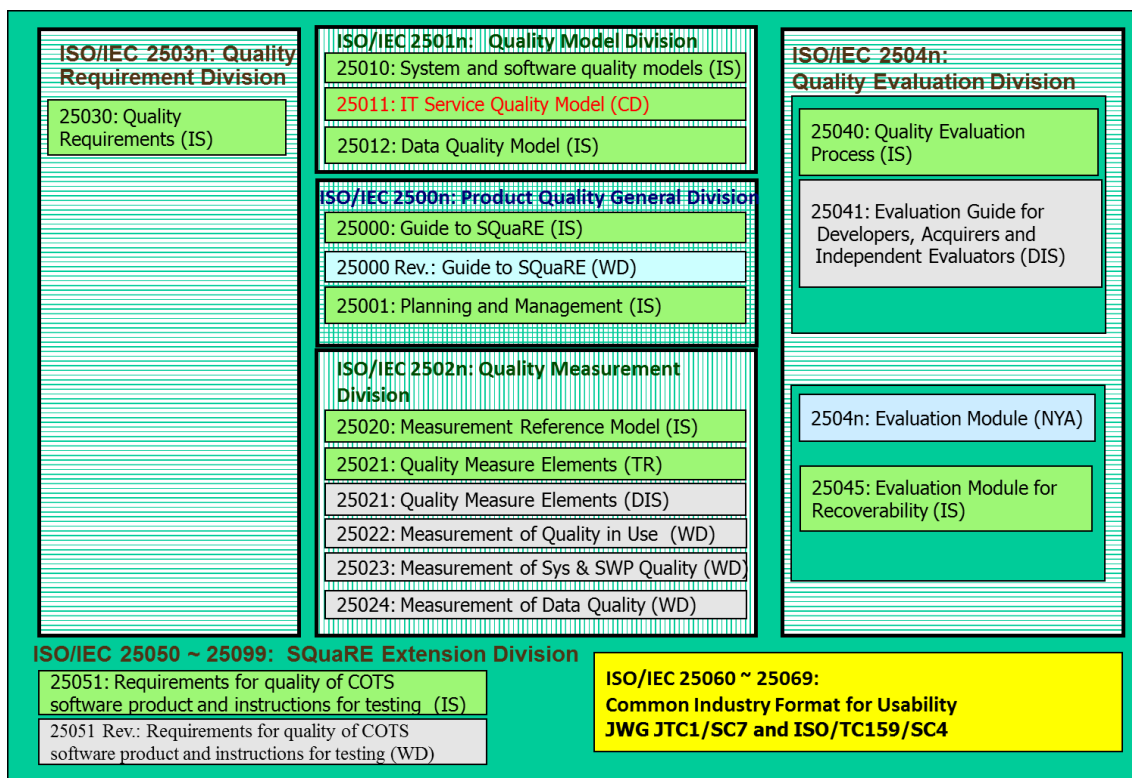 ISO/IEC 2503n: Quality
Requirement Division
25030: Quality
Requirements (IS)
ISO/IEC 2501n:   Quality Model Division
25010: System and software quality models (IS)
25011: IT Service Quality Model (CD)
25012: Data Quality Model (IS)
ISO/IEC 2500n: Product Quality General Division
25000: Guide to SQuaRE (IS)
25000 Rev.: Guide to SQuaRE (WD)
25001: Planning and Management (IS)
ISO/IEC 2502n: Quality Measurement
Division
25020: Measurement Reference Model (IS)
25021: Quality Measure Elements (TR)
25021: Quality Measure Elements (DIS)
25022: Measurement of Quality in Use  (WD)
25023: Measurement of Sys & SWP Quality (WD)
25024: Measurement of Data Quality (WD)
ISO/IEC 2504n:
Quality Evaluation Division
25040: Quality Evaluation
Process (IS)
25041: Evaluation Guide for
Developers, Acquirers and
Independent Evaluators (DIS)
2504n: Evaluation Module (NYA)
25045: Evaluation Module for
Recoverability (IS)
ISO/IEC 25050 ~ 25099:  SQuaRE Extension Division
25051: Requirements for quality of COTS
software product and instructions for testing  (IS)
25051 Rev.: Requirements for quality of COTS
software product and instructions for testing (WD)
ISO/IEC 25060 ~ 25069:
Common Industry Format for Usability
JWG JTC1/SC7 and ISO/TC159/SC4